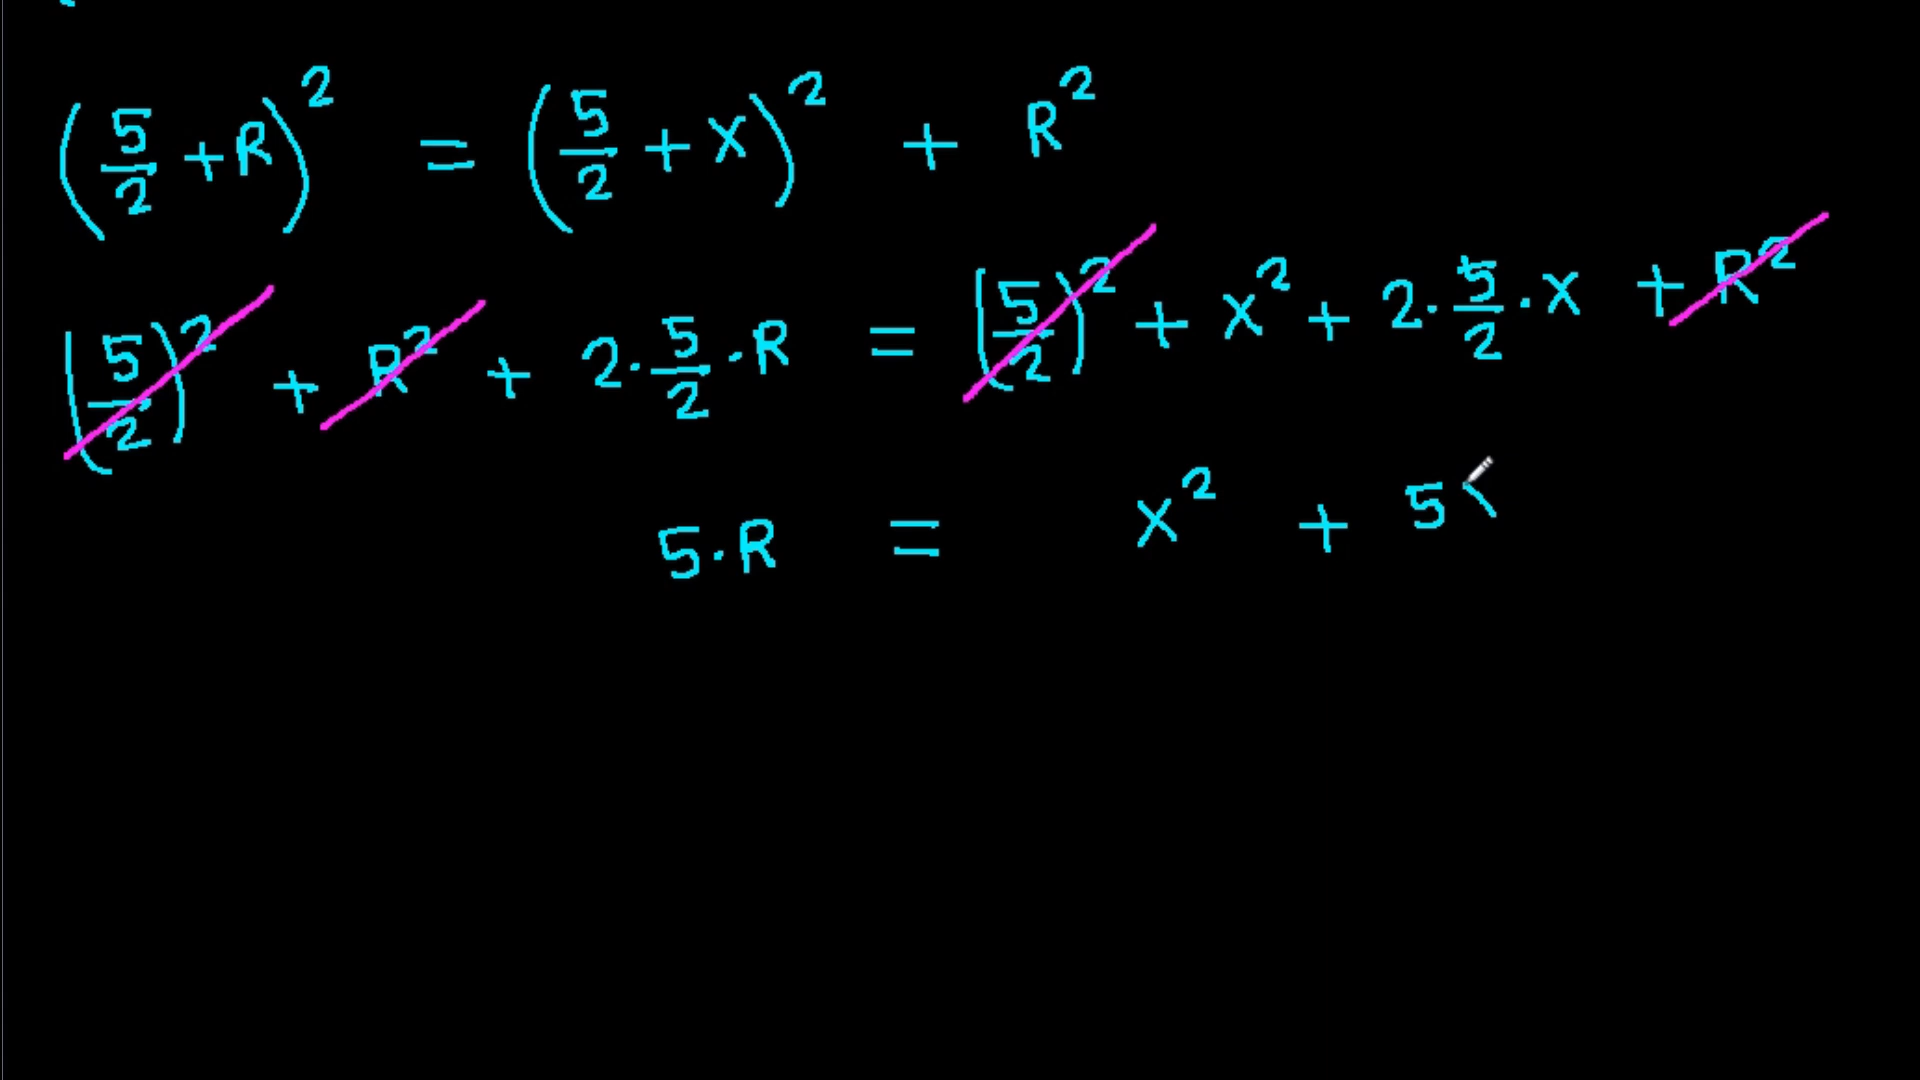 (5/2 + R)² = (5/2 + x)² + R²
(5/2)² + R² + 2·5/2·R = (5/2)² + x² + 2·5/2·x + R²
5·R = x² + 5